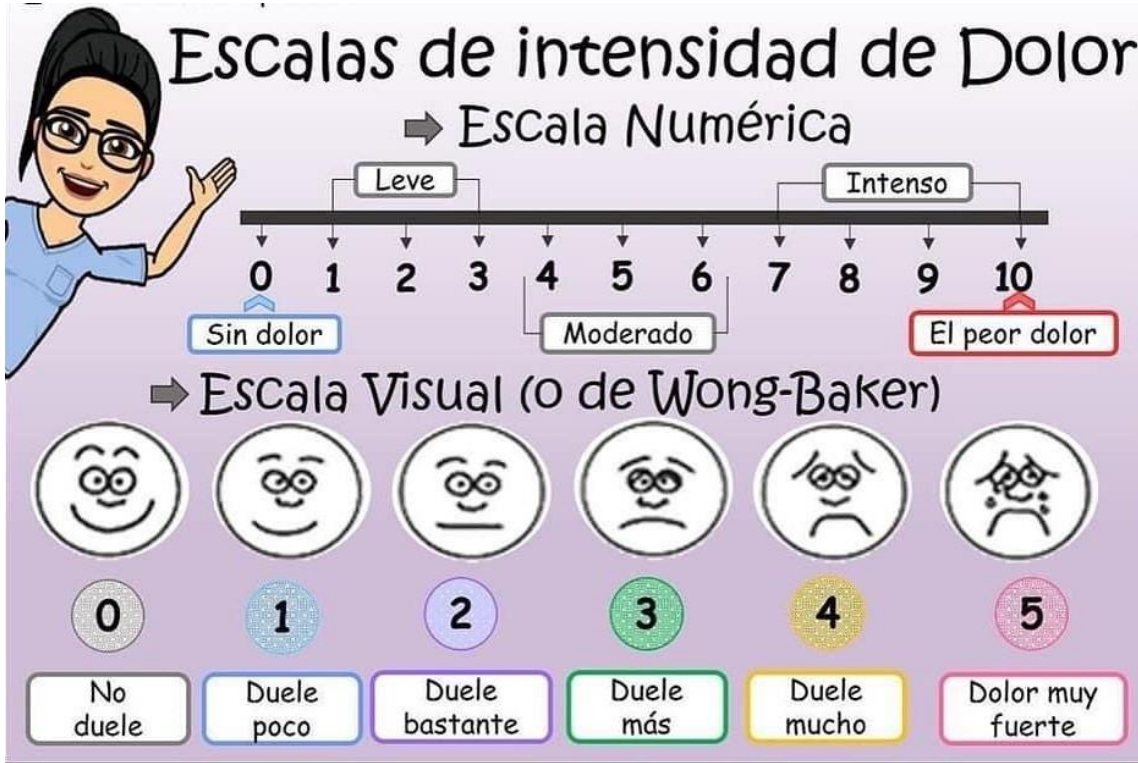 Escalas de intensidad de Dolor
Escala Numérica
Leve
Intenso
0 1 2 3 4 5 6 7 8 9 10
Sin dolor
Moderado
El peor dolor
Escala Visual (o de Wong-Baker)
0 1 2 3 4 5
No
duele
Duele
poco
Duele
bastante
Duele
más
Duele
mucho
Dolor muy
fuerte